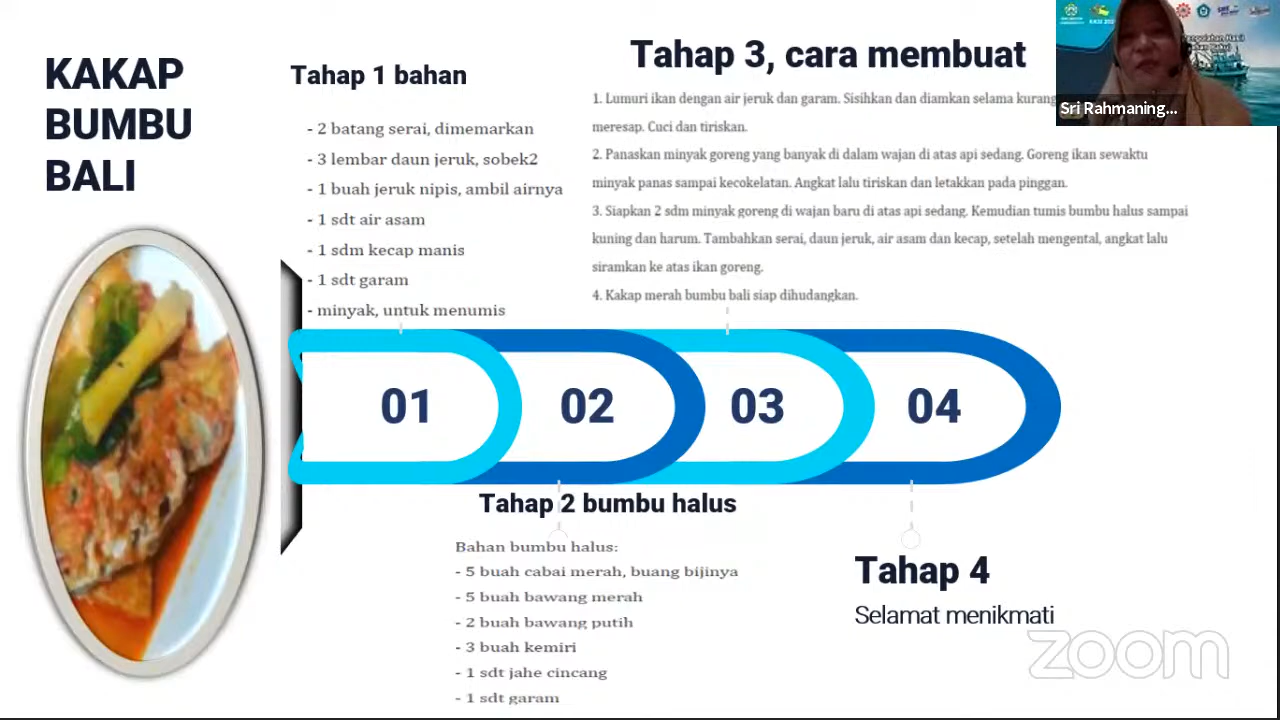 KAKAP
BUMBU
BALI
Tahap 1 bahan
- 2 batang serai, dimemarkan
- 3 lembar daun jeruk, sobek2
- 1 buah jeruk nipis, ambil airnya
- 1 sdt air asam
- 1 sdm kecap manis
- 1 sdt garam
- minyak, untuk menumis
Tahap 3, cara membuat
1. Lumuri ikan dengan air jeruk dan garam. Sisihkan dan diamkan selama kurang
meresap. Cuci dan tiriskan.
2. Panaskan minyak goreng yang banyak di dalam wajan di atas api sedang. Goreng ikan sewaktu
minyak panas sampai kecokelatan. Angkat lalu tiriskan dan letakkan pada pinggan.
3. Siapkan 2 sdm minyak goreng di wajan baru di atas api sedang. Kemudian tumis bumbu halus sampai
kuning dan harum. Tambahkan serai, daun jeruk, air asam dan kecap, setelah mengental, angkat lalu
siramkan ke atas ikan goreng.
4. Kakap merah bumbu bali siap dihudangkan.
Sri Rahmaning...
01
02
03
04
Tahap 2 bumbu halus
Bahan bumbu halus:
- 5 buah cabai merah, buang bijinya
- 5 buah bawang merah
- 2 buah bawang putih
- 3 buah kemiri
- 1 sdt jahe cincang
- 1 sdt garam
Tahap 4
Selamat menikmati
zoom